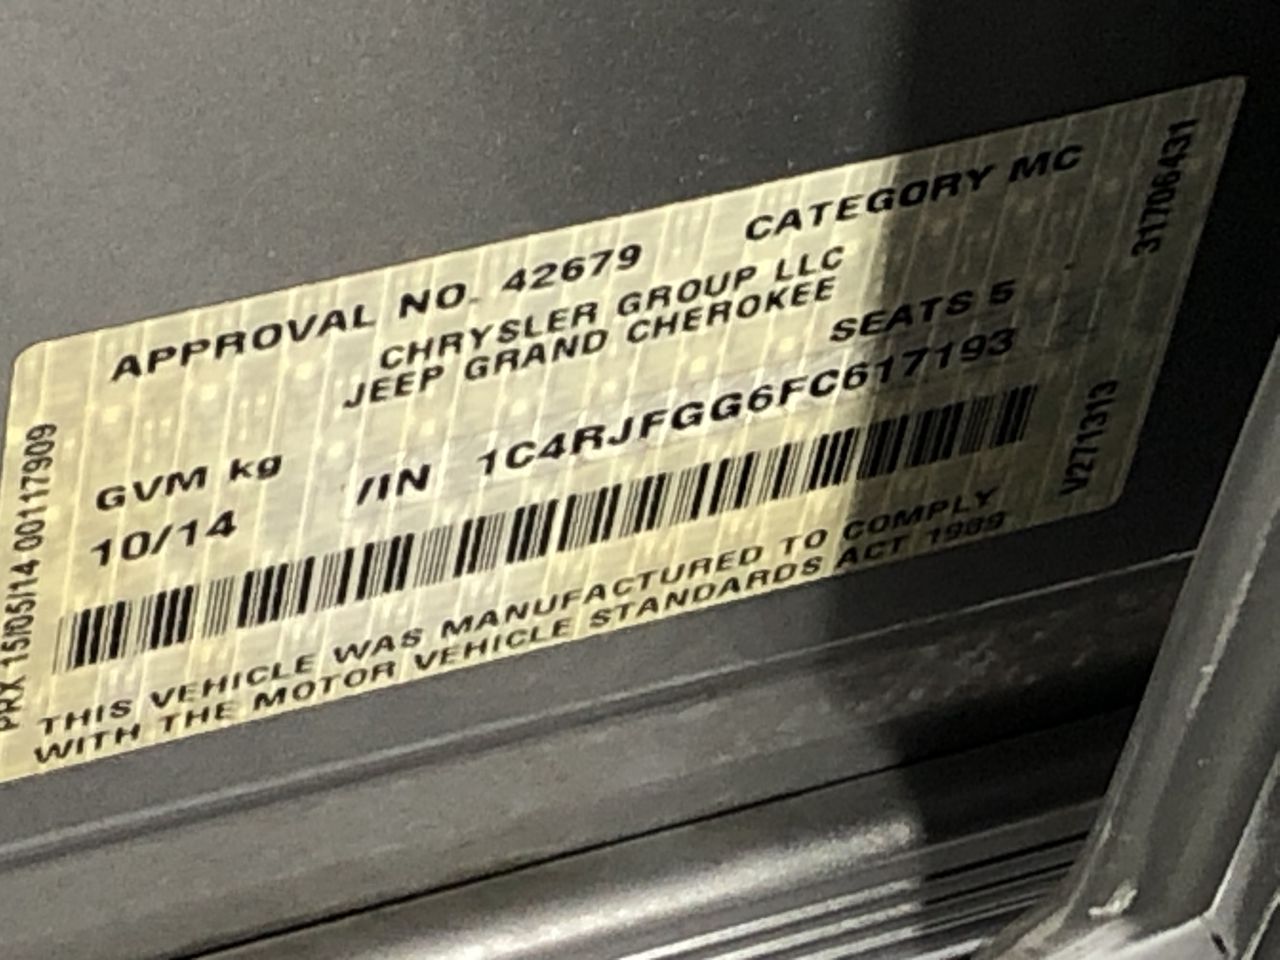 APPROVAL NO. 42679 CATEGORY MC
CHRYSLER GROUP LLC
JEEP GRAND CHEROKEE
SEATS 5
GVM kg
/IN 1C4RJFGG6FC617193
10/14
THIS VEHICLE WAS MANUFACTURED TO COMPLY
WITH THE MOTOR VEHICLE STANDARDS ACT 1989
PRX 15/05/14 00117909
31706431
V271313